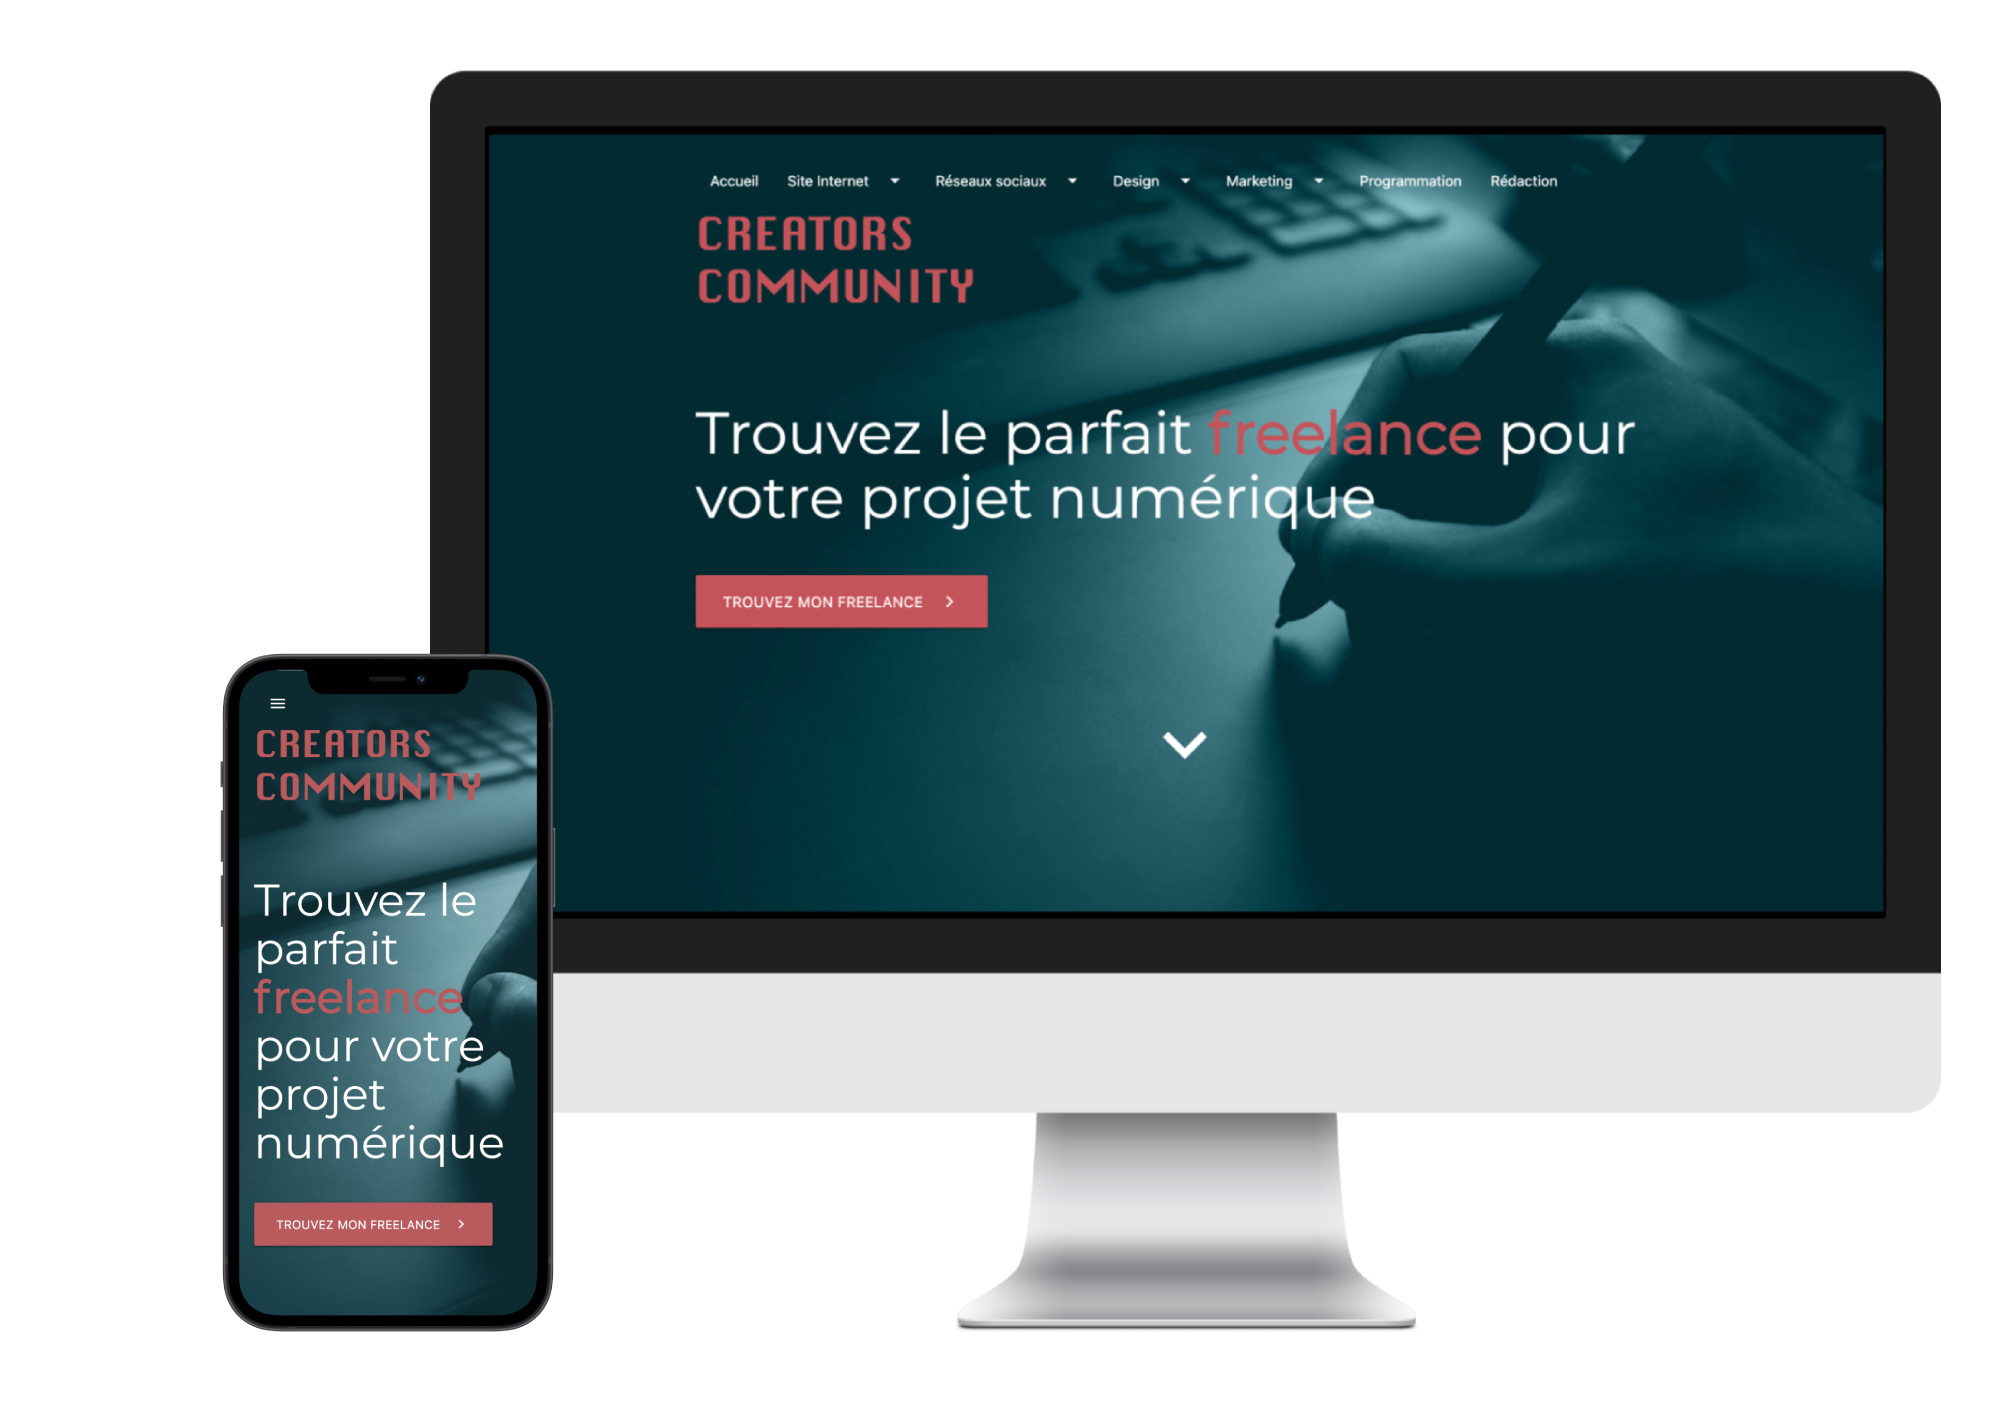 Accueil Site Internet Réseaux sociaux Design Marketing Programmation Rédaction
CREATORS
COMMUNITY
Trouvez le parfait freelance pour
votre projet numérique
TROUVEZ MON FREELANCE
CREATORS
COMMUNITY
Trouvez le
parfait
freelance
pour votre
projet
numérique
TROUVEZ MON FREELANCE